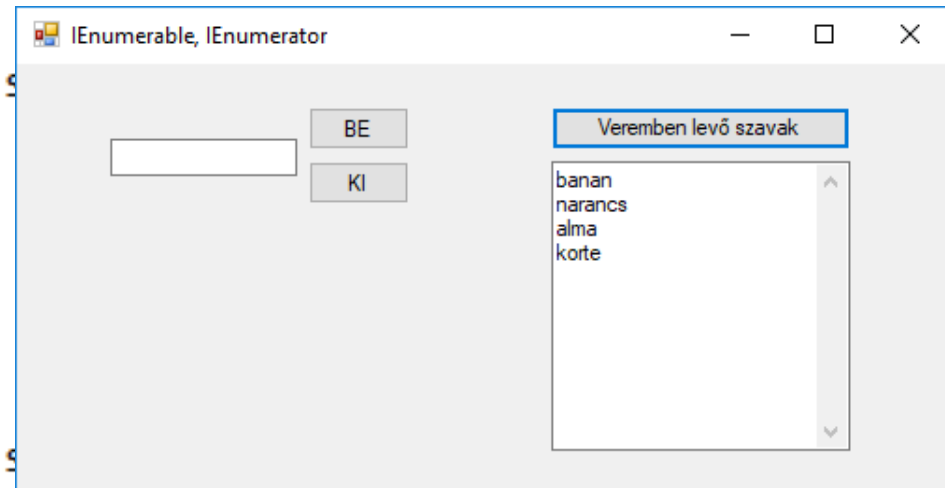 IEnumerable, IEnumerator
BE
KI
Veremben levő szavak
banan
narancs
alma
korte